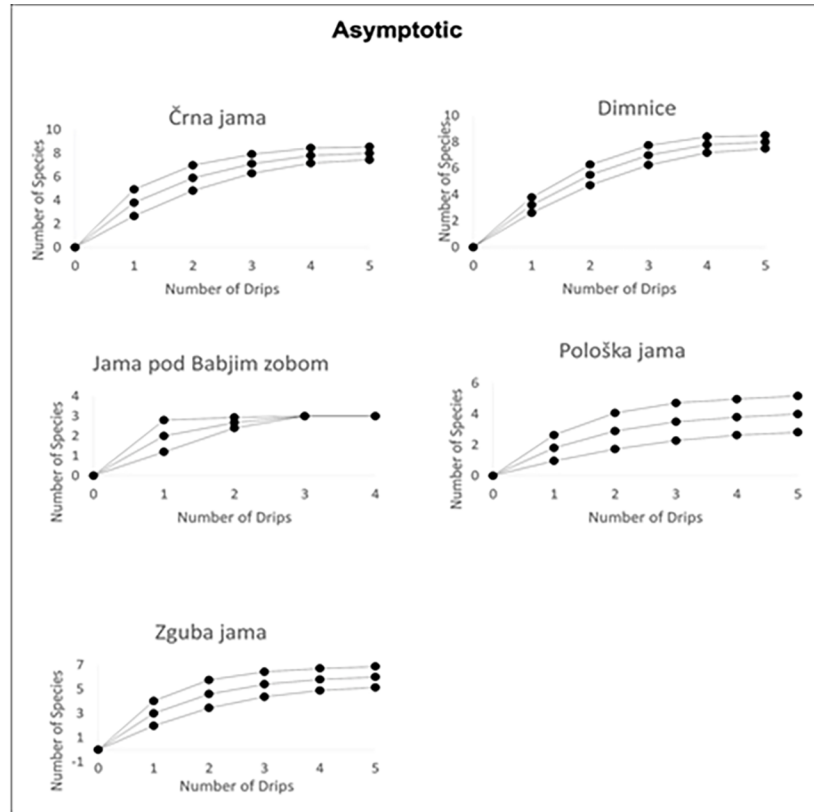 Asymptotic
Črna jama
Number of Species
10
8
6
4
2
0
0 1 2 3 4 5
Number of Drips
Dimnice
Number of Species
10
8
6
4
2
0
0 1 2 3 4 5
Number of Drips
Jama pod Babjim zobom
Number of Species
4
3
2
1
0
0 1 2 3 4
Number of Drips
Pološka jama
Number of Species
6
4
2
0
0 1 2 3 4 5
Number of Drips
Zguba jama
Number of Species
7
5
3
1
-1
0 1 2 3 4 5
Number of Drips